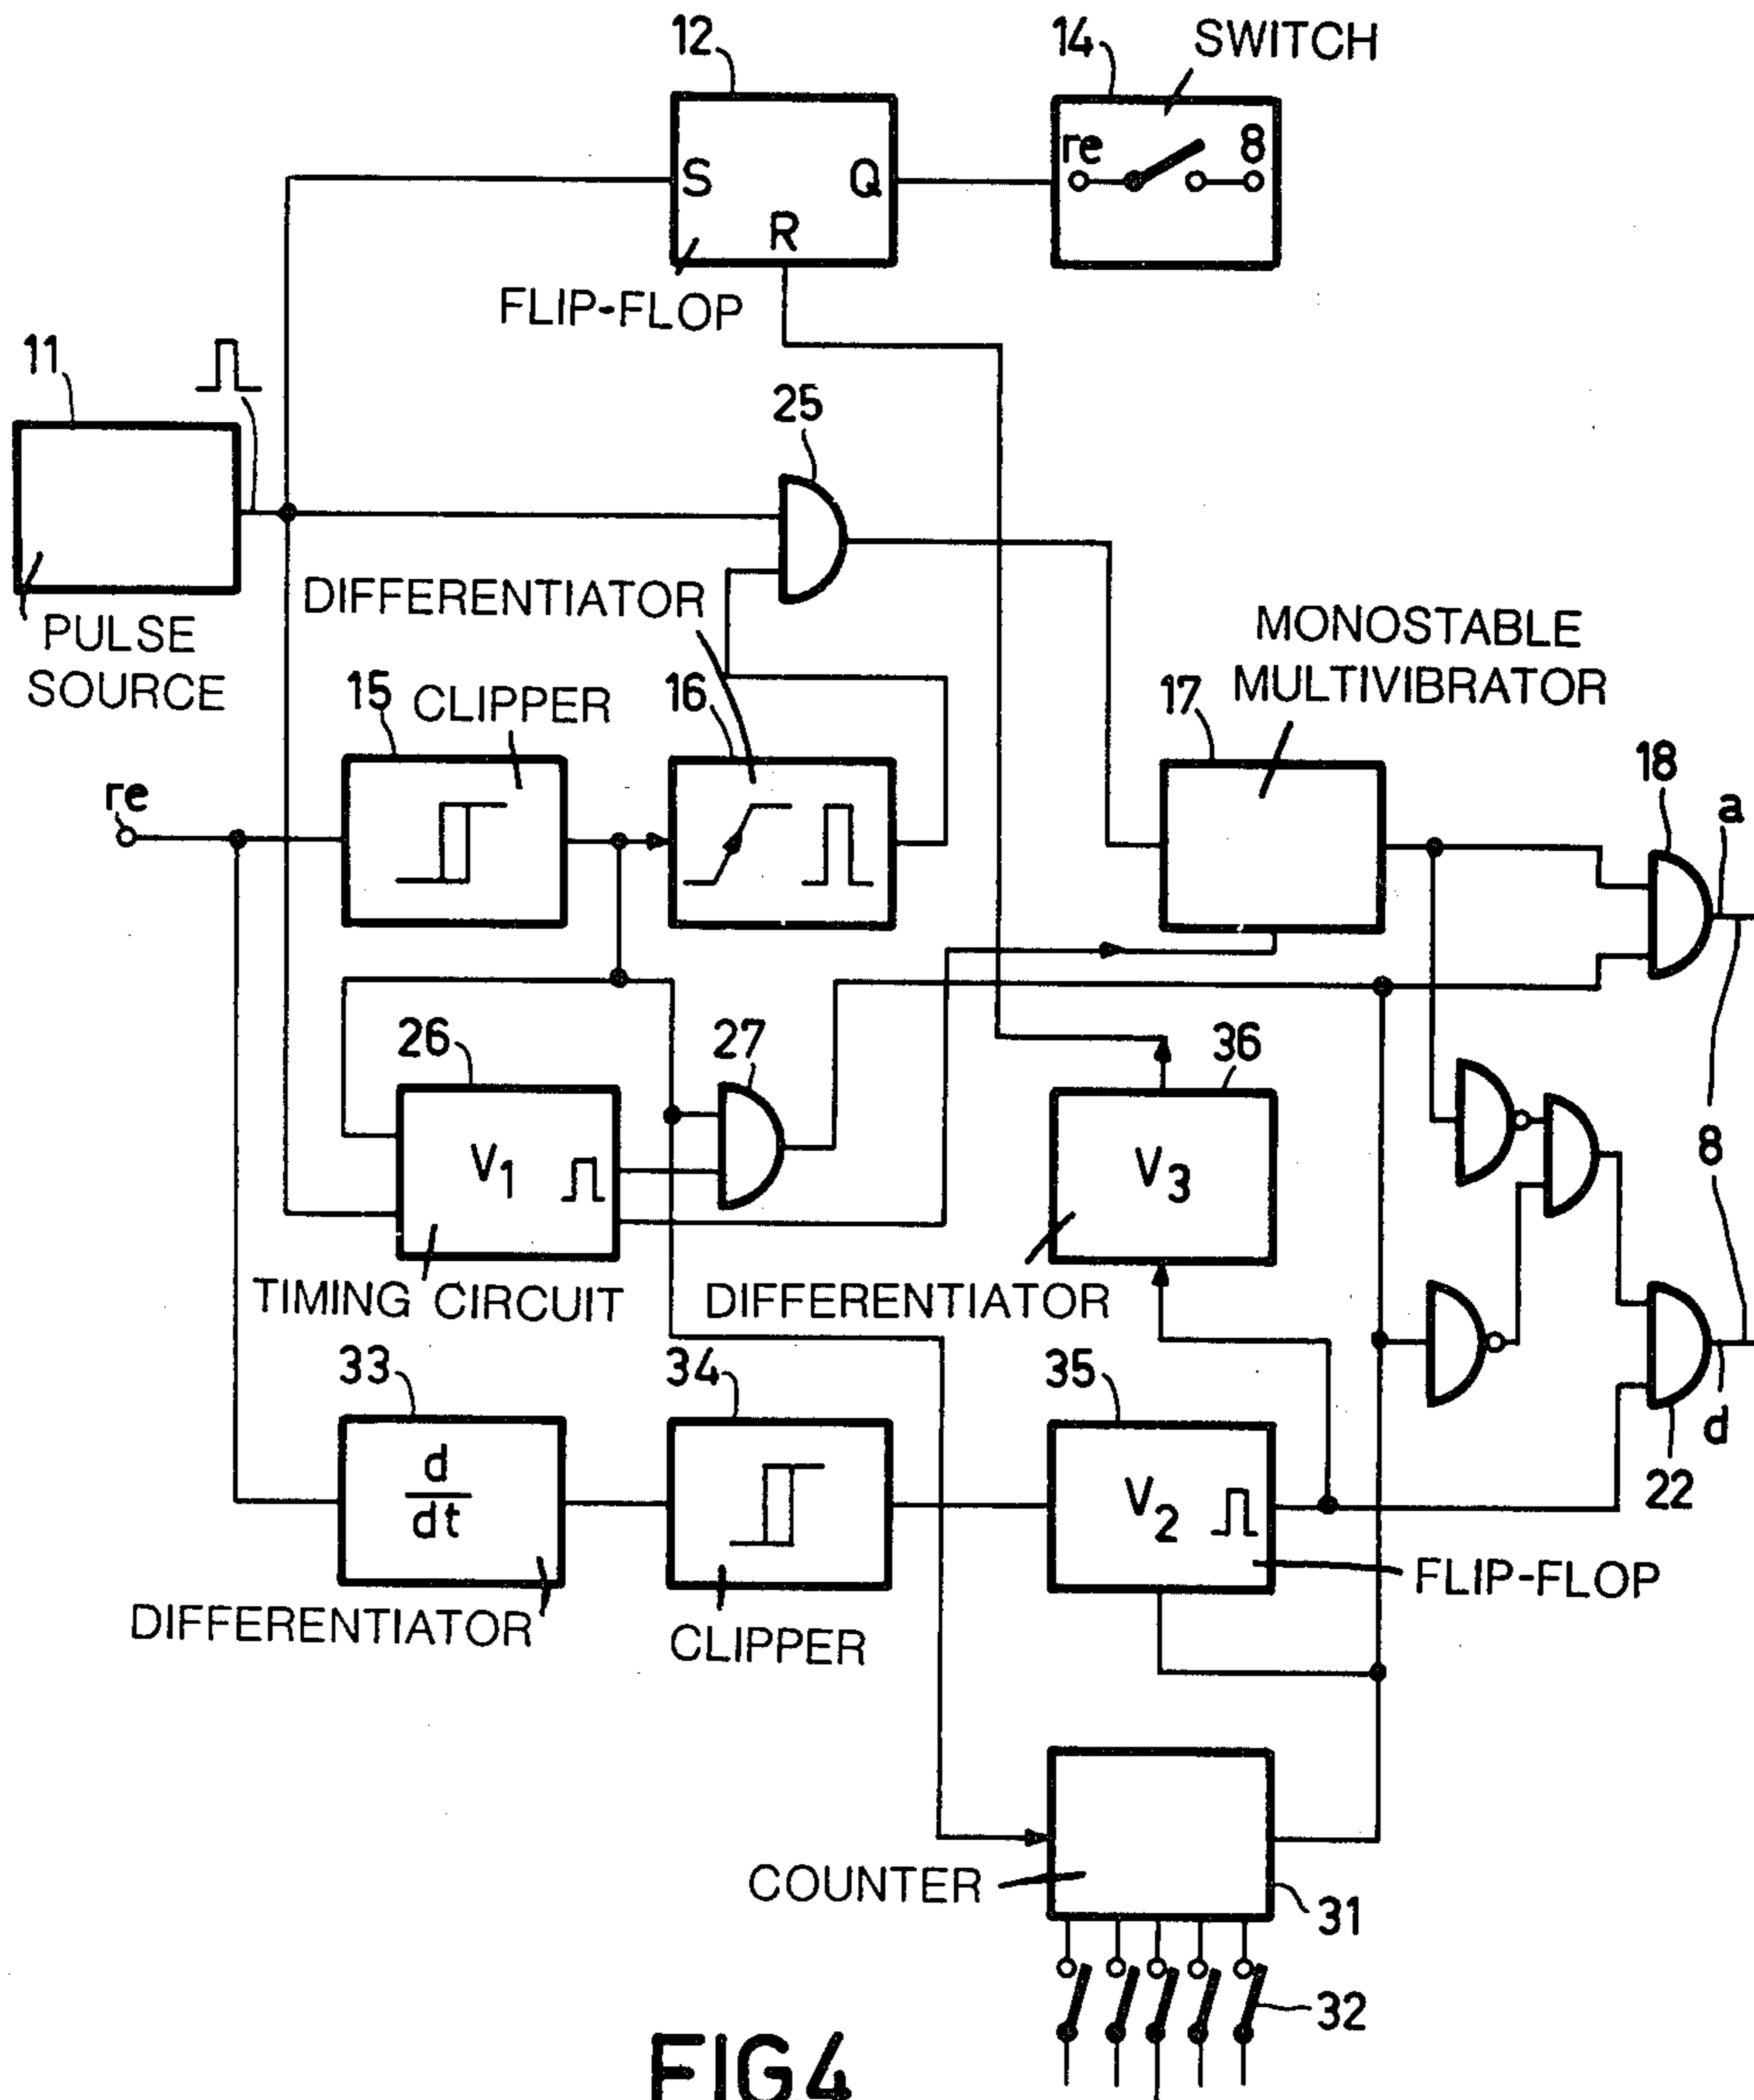 12
14
SWITCH
re
8
S
Q
R
FLIP-FLOP
11
25
PULSE
SOURCE
DIFFERENTIATOR
MONOSTABLE
MULTIVIBRATOR
15
CLIPPER
16
17
18
re
a
26
27
36
V1
V3
8
TIMING CIRCUIT
DIFFERENTIATOR
33
34
35
d
d
dt
V2
22
FLIP-FLOP
DIFFERENTIATOR
CLIPPER
COUNTER
31
32
FIG4